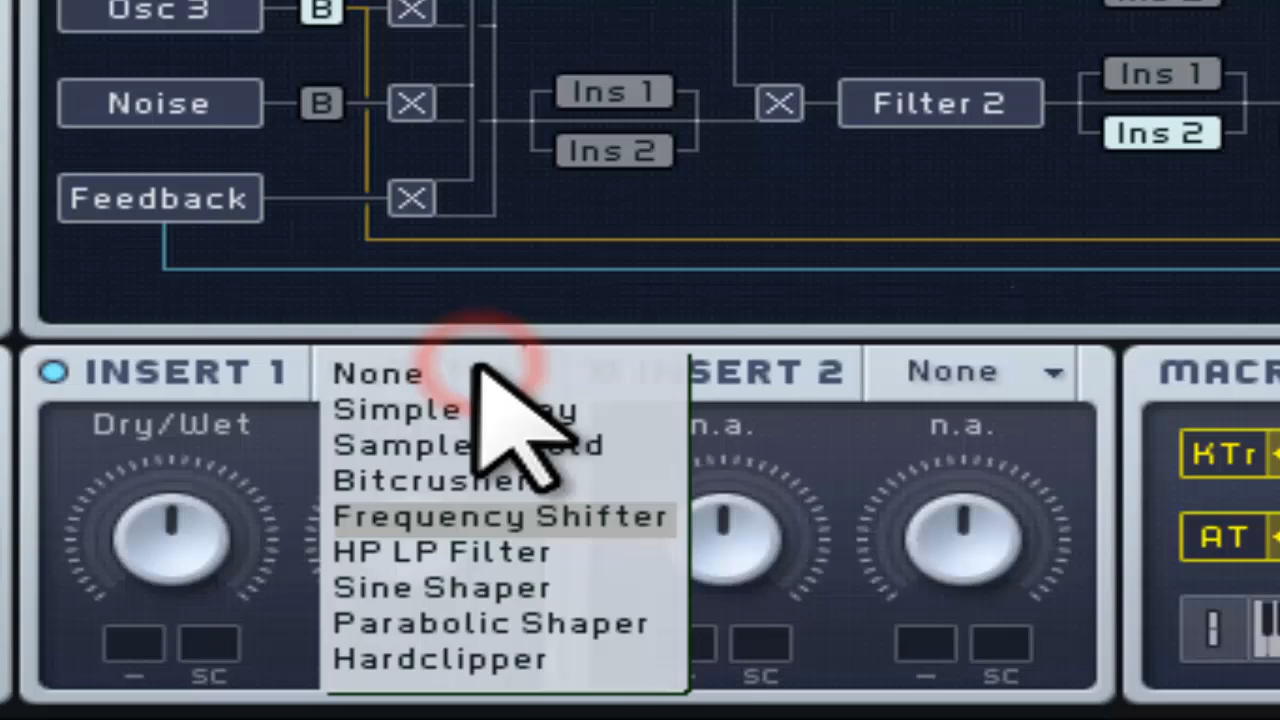 Osc 3
B
Noise
B
Feedback
Ins 1
Ins 2
Filter 2
Ins 1
Ins 2
INSERT 1
None
SERT 2
None
Dry/Wet
None
Simple
Sample
Bitcrusher
Frequency Shifter
HP LP Filter
Sine Shaper
Parabolic Shaper
Hardclipper
n.a.
n.a.
MACR
KTr
AT
–
SC
SC
–
SC